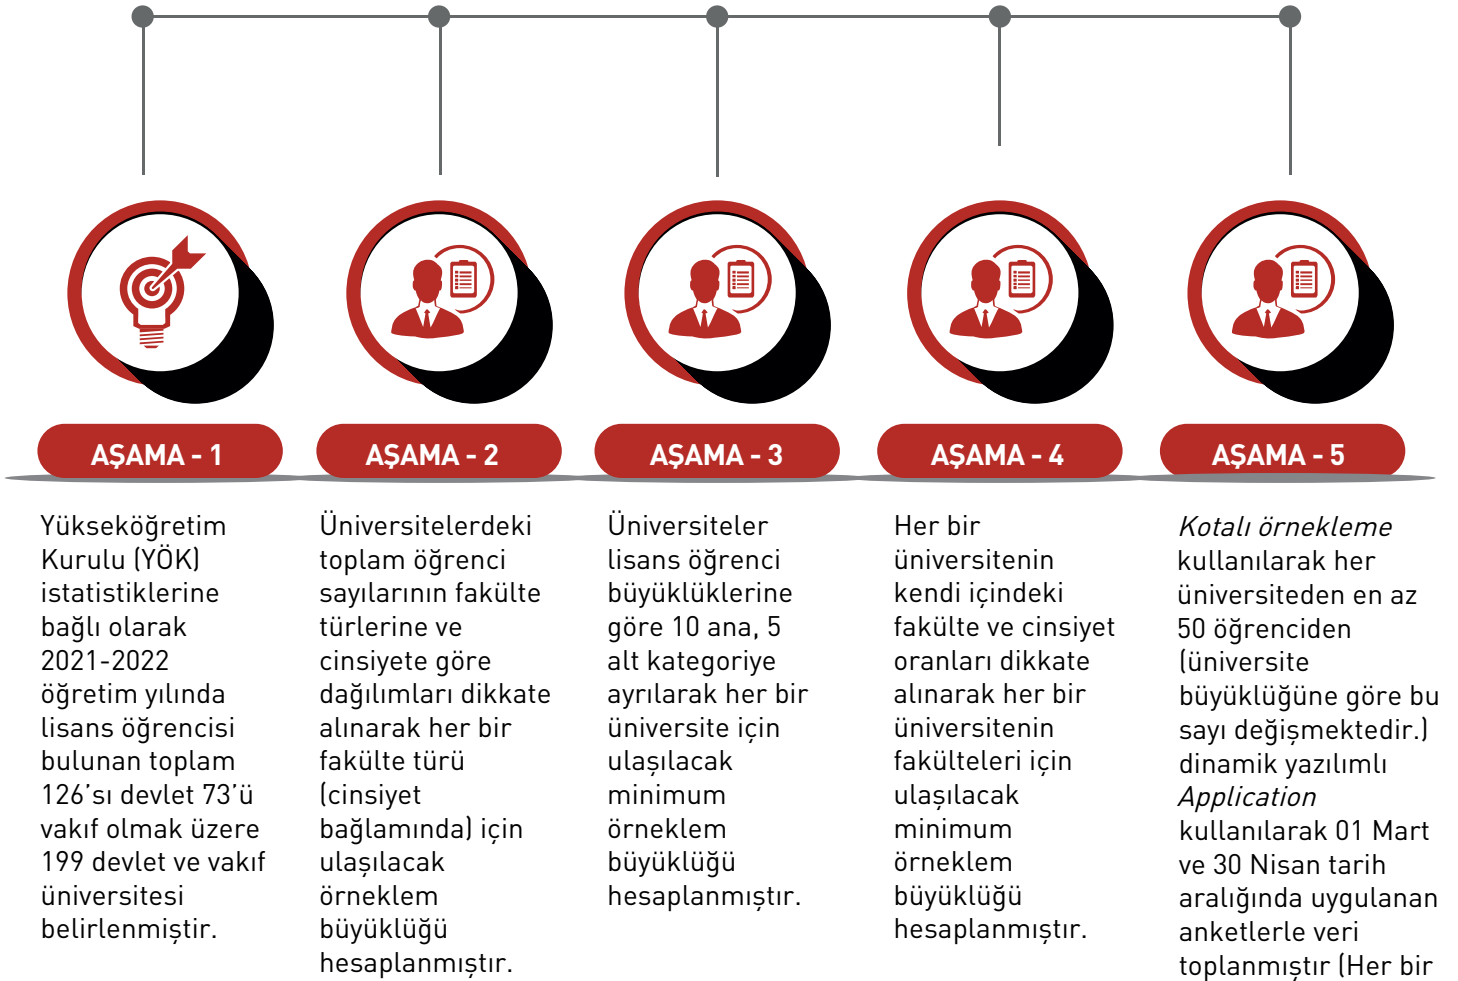 AŞAMA - 1
Yükseköğretim
Kurulu (YÖK)
istatistiklerine
bağlı olarak
2021-2022
öğretim yılında
lisans öğrencisi
bulunan toplam
126’sı devlet 73’ü
vakıf olmak üzere
199 devlet ve vakıf
üniversitesi
belirlenmiştir.
AŞAMA - 2
Üniversitelerdeki
toplam öğrenci
sayılarının fakülte
türlerine ve
cinsiyete göre
dağılımları dikkate
alınarak her bir
fakülte türü
(cinsiyet
bağlamında) için
ulaşılacak
örneklem
büyüklüğü
hesaplanmıştır.
AŞAMA - 3
Üniversiteler
lisans öğrenci
büyüklüklerine
göre 10 ana, 5
alt kategoriye
ayrılarak her bir
üniversite için
ulaşılacak
minimum
örneklem
büyüklüğü
hesaplanmıştır.
AŞAMA - 4
Her bir
üniversitenin
kendi içindeki
fakülte ve cinsiyet
oranları dikkate
alınarak her bir
üniversitenin
fakülteleri için
ulaşılacak
minimum
örneklem
büyüklüğü
hesaplanmıştır.
AŞAMA - 5
Kotalı örnekleme
kullanılarak her
üniversiteden en az
50 öğrenciden
(üniversite
büyüklüğüne göre bu
sayı değişmektedir.)
dinamik yazılımlı
Application
kullanılarak 01 Mart
ve 30 Nisan tarih
aralığında uygulanan
anketlerle veri
toplanmıştır (Her bir